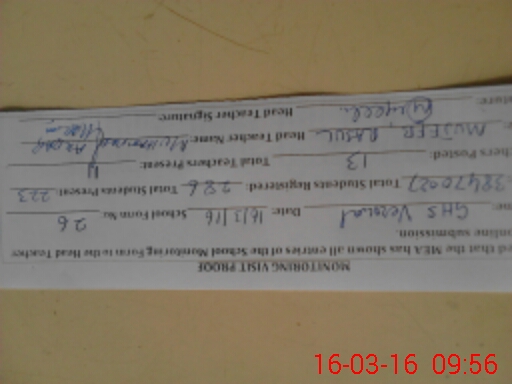 MONITORING VISIT PROOF
that the MEA has shown all entries of the School Monitoring Form to the Head Teacher
online submission.
GHS Date: 16/3/16 School Form No: 26
38470027 Total Students Registered: 286 Total Students Present: 223
Posted: 13 Total Teachers Present: 11
RASUL Head Teacher Name:
Head Teacher Signature:
16-03-16 09:56